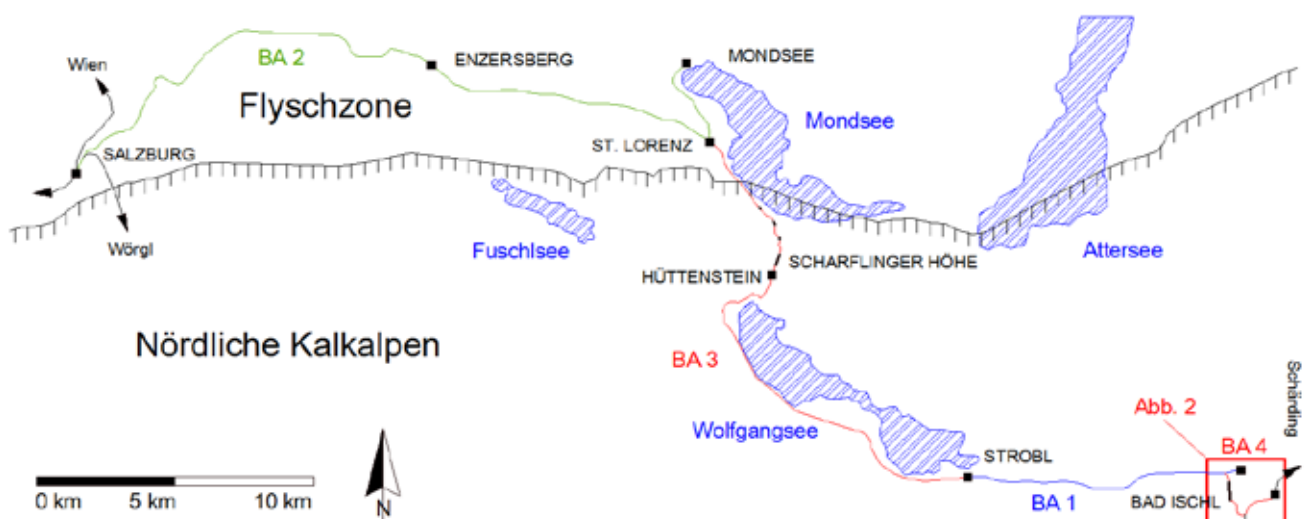 BA 2
Wien
ENZERSBERG
MONDSEE
Flyschzone
Mondsee
SALZBURG
ST. LORENZ
Wörgl
Fuschlsee
SCHARFLINGER HÖHE
Attersee
HÜTTENSTEIN
Nördliche Kalkalpen
BA 3
Schärding
Abb. 2
Wolfgangsee
BA 4
STROBL
BAD ISCHL
BA 1
0 km
5 km
10 km
N